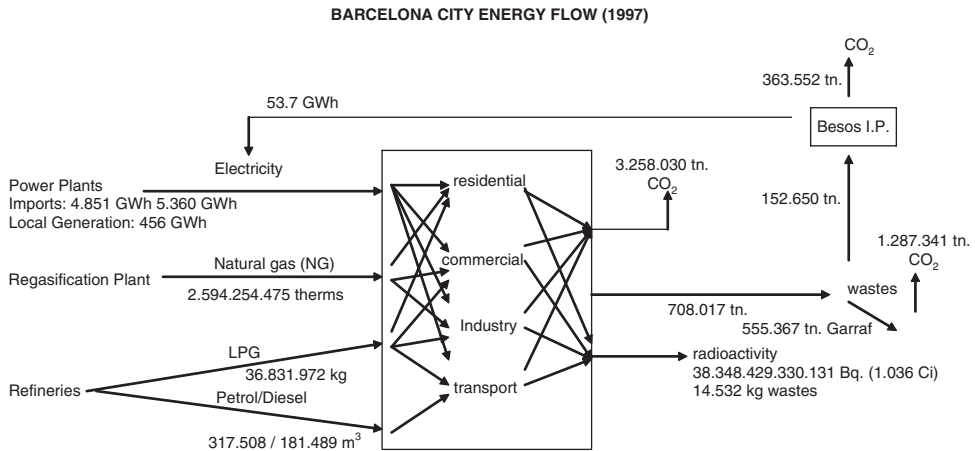 BARCELONA CITY ENERGY FLOW (1997)
CO2
363.552 tn.
53.7 GWh
Besos I.P.
Electricity
3.258.030 tn.
CO2
residential
Power Plants
Imports: 4.851 GWh 5.360 GWh
Local Generation: 456 GWh
152.650 tn.
1.287.341 tn.
CO2
Natural gas (NG)
commercial
Regasification Plant
2.594.254.475 therms
wastes
708.017 tn.
555.367 tn. Garraf
Industry
LPG
radioactivity
36.831.972 kg
38.348.429.330.131 Bq. (1.036 Ci)
Refineries
Petrol/Diesel
transport
14.532 kg wastes
317.508 / 181.489 m3